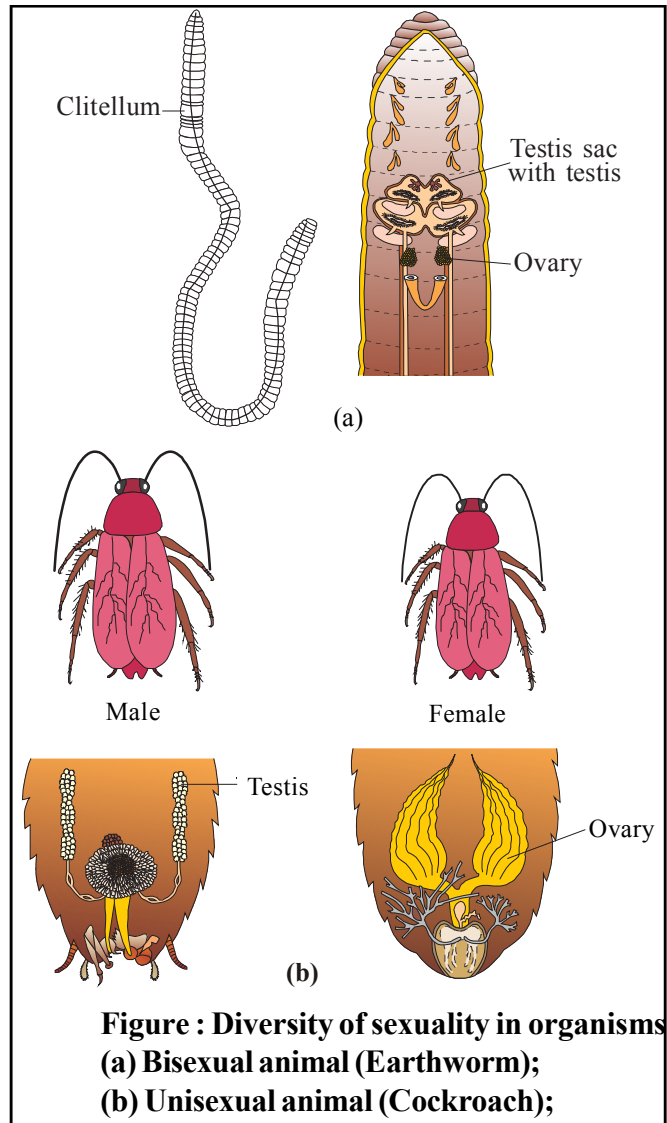 Clitellum
Testis sac
with testis
Ovary
(a)
Male
Female
Testis
Ovary
(b)
Figure : Diversity of sexuality in organisms
(a) Bisexual animal (Earthworm);
(b) Unisexual animal (Cockroach);